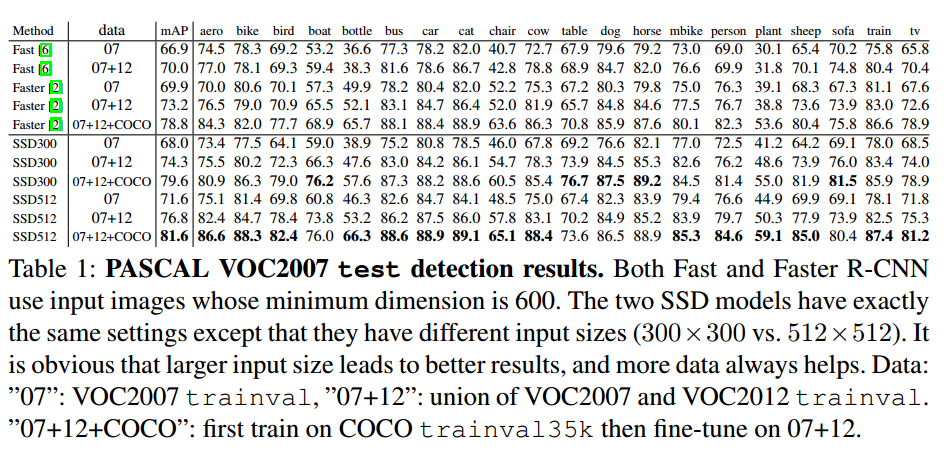 Method data mAP aero bike bird boat bottle bus car cat chair cow table dog horse mbike person plant sheep sofa train tv
Fast [6] 07 66.9 74.5 78.3 69.2 53.2 36.6 77.3 78.2 82.0 40.7 72.7 67.9 79.6 79.2 73.0 69.0 30.1 65.4 70.2 75.8 65.8
Fast [6] 07+12 70.0 77.0 78.1 69.3 59.4 38.3 81.6 78.6 86.7 42.8 78.8 68.9 84.7 82.0 76.6 69.9 31.8 70.1 74.8 80.4 70.4
Faster [2] 07 69.9 70.0 80.6 70.1 57.3 49.9 78.2 80.4 82.0 52.2 75.3 67.2 80.3 79.8 75.0 76.3 39.1 68.3 67.3 81.1 67.6
Faster [2] 07+12 73.2 76.5 79.0 70.9 65.5 52.1 83.1 84.7 86.4 52.0 81.9 65.7 84.8 84.6 77.5 76.7 38.8 73.6 73.9 83.0 72.6
Faster [2] 07+12+COCO 78.8 84.3 82.0 77.7 68.9 65.7 88.1 88.4 88.9 63.6 86.3 70.8 85.9 87.6 80.1 82.3 53.6 80.4 75.8 86.6 78.9
SSD300 07 68.0 73.4 77.5 64.1 59.0 38.9 75.2 80.8 78.5 46.0 67.8 69.2 76.6 82.1 77.0 72.5 41.2 64.2 69.1 78.0 68.5
SSD300 07+12 74.3 75.5 80.2 72.3 66.3 47.6 83.0 84.2 86.1 54.7 78.3 73.9 84.5 85.3 82.6 76.2 48.6 73.9 76.0 83.4 74.0
SSD300 07+12+COCO 79.6 80.9 86.3 79.0 76.2 57.6 87.3 88.2 88.6 60.5 85.4 76.7 87.5 89.2 84.5 81.4 55.0 81.9 81.5 85.9 78.9
SSD512 07 71.6 75.1 81.4 69.8 60.8 46.3 82.6 84.7 84.1 48.5 75.0 67.4 82.3 83.9 79.4 76.6 44.9 69.9 69.1 78.1 71.8
SSD512 07+12 76.8 82.4 84.7 78.4 73.8 53.2 86.2 87.5 86.0 57.8 83.1 70.2 84.9 85.2 83.9 79.7 50.3 77.9 73.9 82.5 75.3
SSD512 07+12+COCO 81.6 86.6 88.3 82.4 76.0 66.3 88.6 88.9 89.1 65.1 88.4 73.6 86.5 88.9 85.3 84.6 59.1 85.0 80.4 87.4 81.2
Table 1: PASCAL VOC2007 test detection results. Both Fast and Faster R-CNN
use input images whose minimum dimension is 600. The two SSD models have exactly
the same settings except that they have different input sizes (300×300 vs. 512×512). It
is obvious that larger input size leads to better results, and more data always helps. Data:
”07”: VOC2007 trainval, ”07+12”: union of VOC2007 and VOC2012 trainval.
”07+12+COCO”: first train on COCO trainval35k then fine-tune on 07+12.